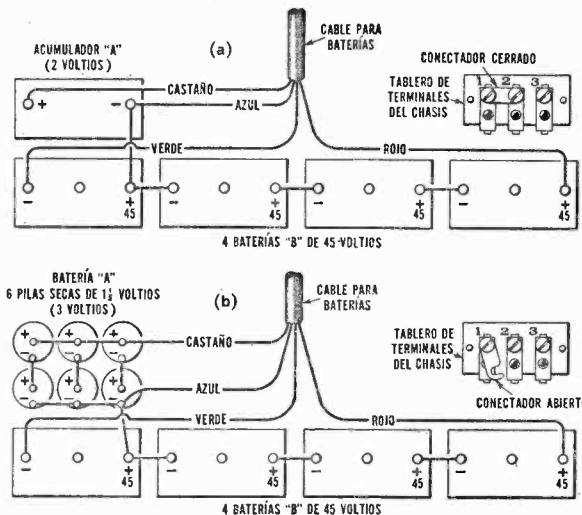 (a)
ACUMULADOR "A"
(2 VOLTIOS)
CABLE PARA
BATERÍAS
CONECTADOR CERRADO
TABLERO DE
TERMINALES
DEL CHASIS
1 2 3
CASTAÑO
AZUL
+ -
VERDE
ROJO
- + 45
- + 45
- + 45
- + 45
4 BATERÍAS "B" DE 45 VOLTIOS
(b)
BATERÍA "A"
6 PILAS SECAS DE 1½ VOLTIOS
(3 VOLTIOS)
CABLE PARA
BATERÍAS
TABLERO DE
TERMINALES
DEL CHASIS
1 2 3
CONECTADOR ABIERTO
+ + +
- - -
CASTAÑO
+ + +
- - -
AZUL
VERDE
ROJO
- + 45
- + 45
- + 45
- + 45
4 BATERÍAS "B" DE 45 VOLTIOS